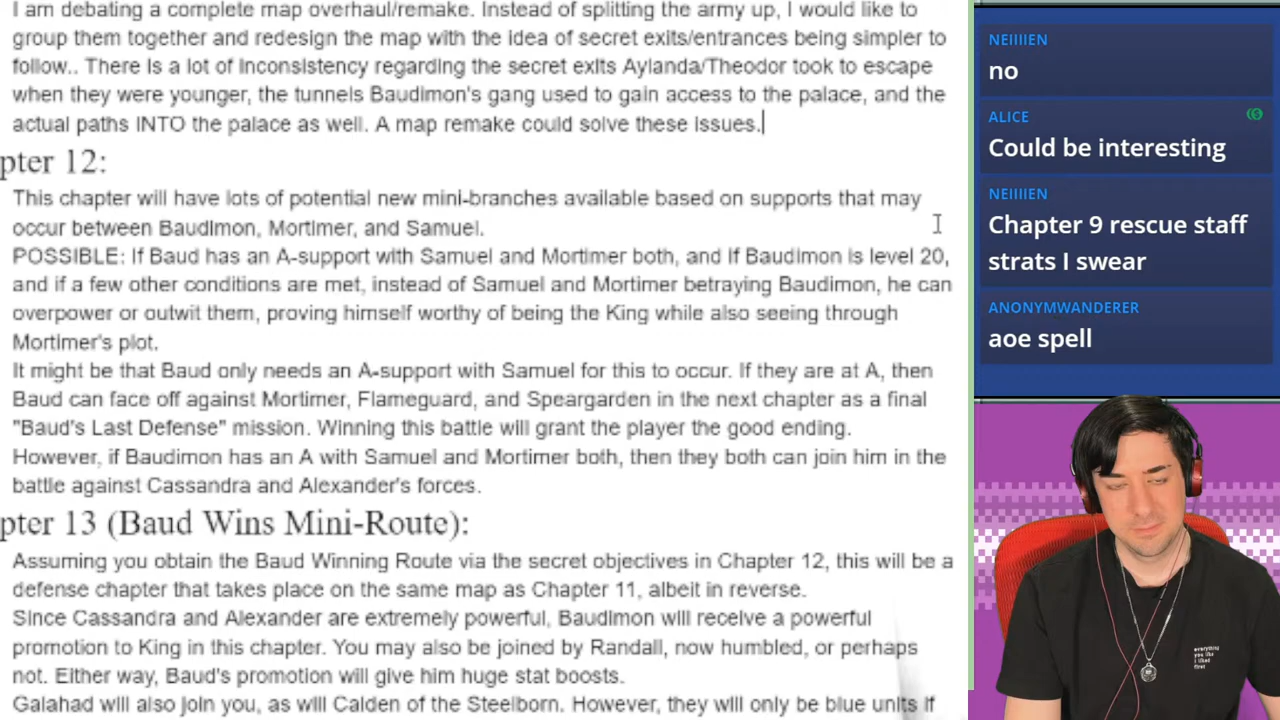 I am debating a complete map overhaul/remake. Instead of splitting the army up, I would like to
group them together and redesign the map with the idea of secret exits/entrances being simpler to
follow.. There is a lot of inconsistency regarding the secret exits Aylanda/Theodor took to escape
when they were younger, the tunnels Baudimon's gang used to gain access to the palace, and the
actual paths INTO the palace as well. A map remake could solve these issues.
pter 12:
This chapter will have lots of potential new mini-branches available based on supports that may
occur between Baudimon, Mortimer, and Samuel.
POSSIBLE: If Baud has an A-support with Samuel and Mortimer both, and if Baudimon is level 20,
and if a few other conditions are met, instead of Samuel and Mortimer betraying Baudimon, he can
overpower or outwit them, proving himself worthy of being the King while also seeing through
Mortimer's plot.
It might be that Baud only needs an A-support with Samuel for this to occur. If they are at A, then
Baud can face off against Mortimer, Flameguard, and Speargarden in the next chapter as a final
"Baud's Last Defense" mission. Winning this battle will grant the player the good ending.
However, if Baudimon has an A with Samuel and Mortimer both, then they both can join him in the
battle against Cassandra and Alexander's forces.
pter 13 (Baud Wins Mini-Route):
Assuming you obtain the Baud Winning Route via the secret objectives in Chapter 12, this will be a
defense chapter that takes place on the same map as Chapter 11, albeit in reverse.
Since Cassandra and Alexander are extremely powerful, Baudimon will receive a powerful
promotion to King in this chapter. You may also be joined by Randall, now humbled, or perhaps
not. Either way, Baud's promotion will give him huge stat boosts.
Galahad will also join you, as will Calden of the Steelborn. However, they will only be blue units if
NEIIIIEN
no
ALICE
Could be interesting
NEIIIIEN
Chapter 9 rescue staff
strats I swear
ANONYMWANDERER
aoe spell
everything
you like
I liked
first